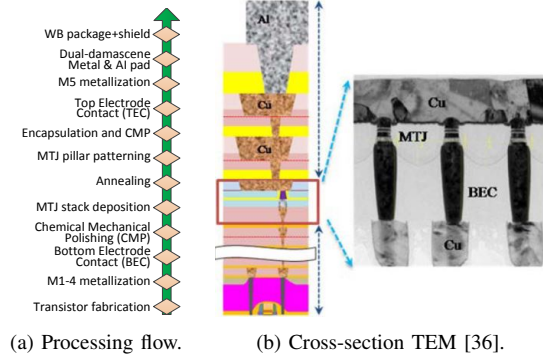 WB package+shield
Dual-damascene
Metal & Al pad
M5 metallization
Top Electrode
Contact (TEC)
Encapsulation and CMP
MTJ pillar patterning
Annealing
MTJ stack deposition
Chemical Mechanical
Polishing (CMP)
Bottom Electrode
Contact (BEC)
M1-4 metallization
Transistor fabrication
(a) Processing flow.
Al
Cu
Cu
Cu
MTJ
BEC
Cu
(b) Cross-section TEM [36].